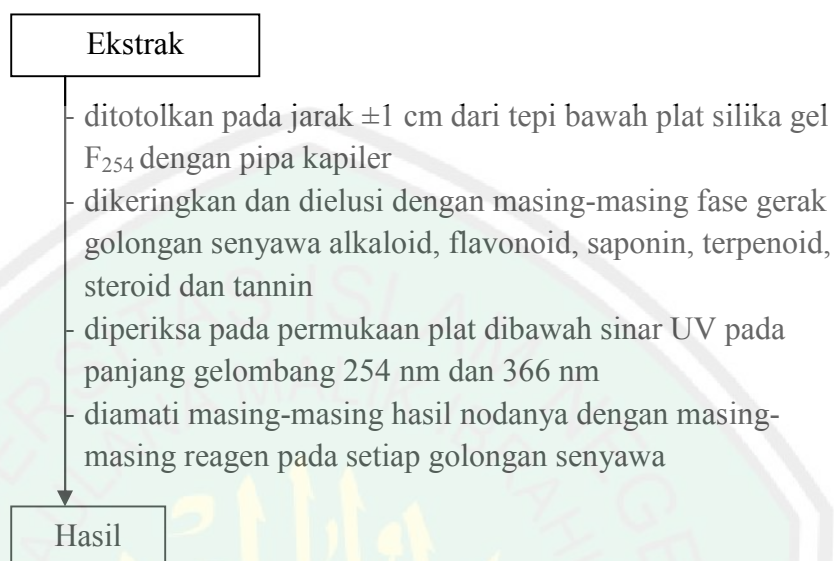 Ekstrak
- ditotolkan pada jarak ±1 cm dari tepi bawah plat silika gel
F₂₅₄ dengan pipa kapiler
- dikeringkan dan dielusi dengan masing-masing fase gerak
golongan senyawa alkaloid, flavonoid, saponin, terpenoid,
steroid dan tannin
- diperiksa pada permukaan plat dibawah sinar UV pada
panjang gelombang 254 nm dan 366 nm
- diamati masing-masing hasil nodanya dengan masing-
masing reagen pada setiap golongan senyawa
Hasil